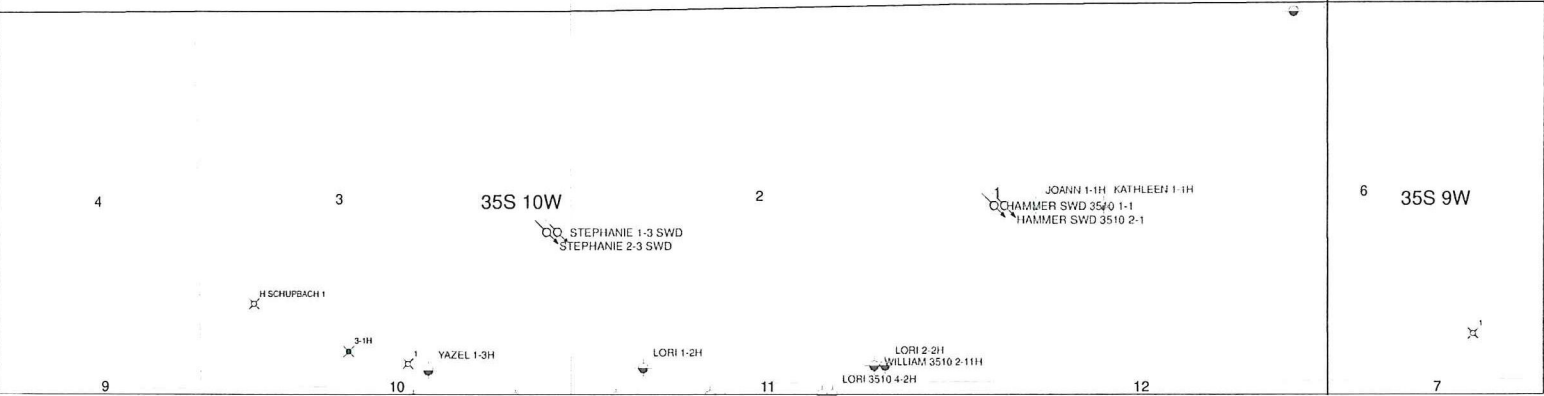 4
3
35S 10W
2
1
JOANN 1-1H KATHLEEN 1-1H
HAMMER SWD 3510 1-1
HAMMER SWD 3510 2-1
6
35S 9W
STEPHANIE 1-3 SWD
STEPHANIE 2-3 SWD
H SCHUPBACH 1
3-1H
1
YAZEL 1-3H
LORI 1-2H
LORI 2-2H
WILLIAM 3510 2-11H
LORI 3510 4-2H
1
9
10
11
12
7